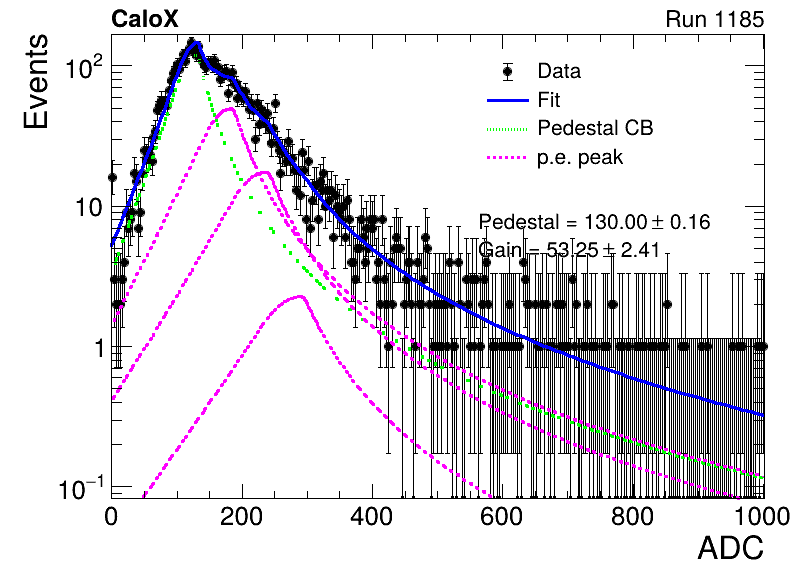 CaloX Run 1185
Events
Data
Fit
Pedestal CB
p.e. peak
Pedestal = 130.00 ± 0.16
Gain = 53.25 ± 2.41
10²
10
1
10⁻¹
0 200 400 600 800 1000
ADC